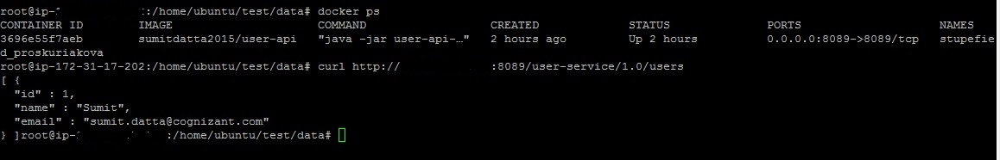 root@ip- :/home/ubuntu/test/data# docker ps
CONTAINER ID IMAGE COMMAND CREATED STATUS PORTS NAMES
3696e55f7aeb sumitdatta2015/user-api "java -jar user-api-…" 2 hours ago Up 2 hours 0.0.0.0:8089->8089/tcp stupefie
d_proskuriakova
root@ip-172-31-17-202:/home/ubuntu/test/data# curl http:// :8089/user-service/1.0/users
[ {
"id" : 1,
"name" : "Sumit",
"email" : "sumit.datta@cognizant.com"
} ]root@ip- :/home/ubuntu/test/data#